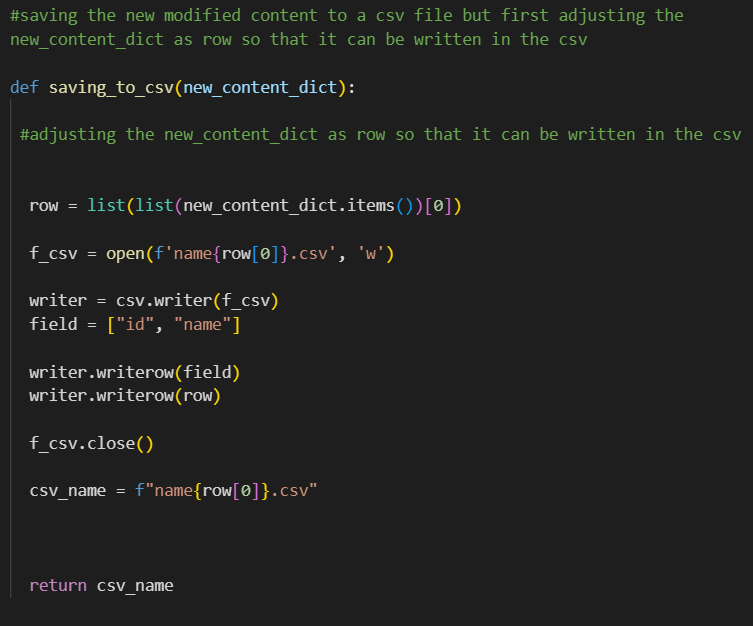 #saving the new modified content to a csv file but first adjusting the
new_content_dict as row so that it can be written in the csv
def saving_to_csv(new_content_dict):
#adjusting the new_content_dict as row so that it can be written in the csv
row = list(list(new_content_dict.items())[0])
f_csv = open(f'name{row[0]}.csv', 'w')
writer = csv.writer(f_csv)
field = ["id", "name"]
writer.writerow(field)
writer.writerow(row)
f_csv.close()
csv_name = f"name{row[0]}.csv"
return csv_name